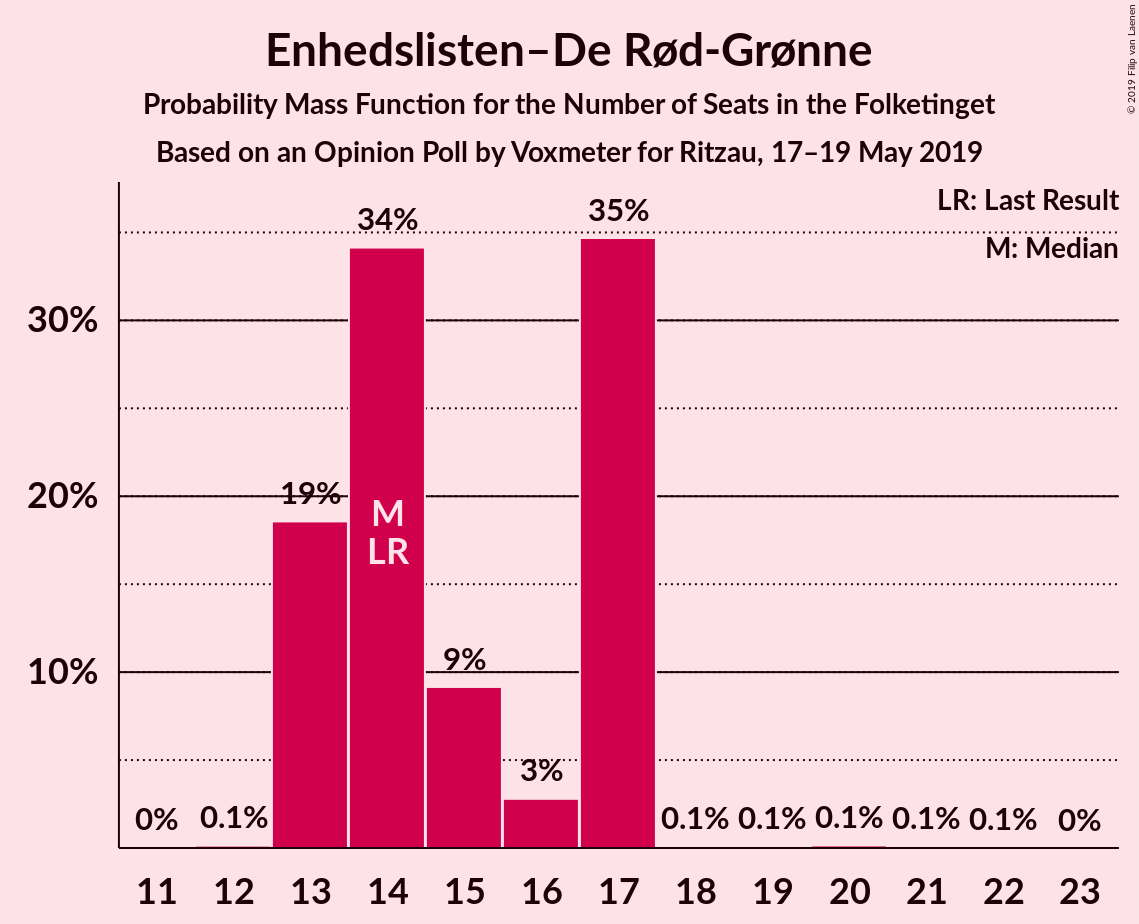 Enhedslisten–De Rød-Grønne
Probability Mass Function for the Number of Seats in the Folketinget
Based on an Opinion Poll by Voxmeter for Ritzau, 17–19 May 2019
© 2019 Filip van Laenen
LR: Last Result
M: Median
30%
20%
10%
0%
0.1%
19%
34%
M
LR
9%
3%
35%
0.1%
0.1%
0.1%
0.1%
0.1%
0%
11 12 13 14 15 16 17 18 19 20 21 22 23